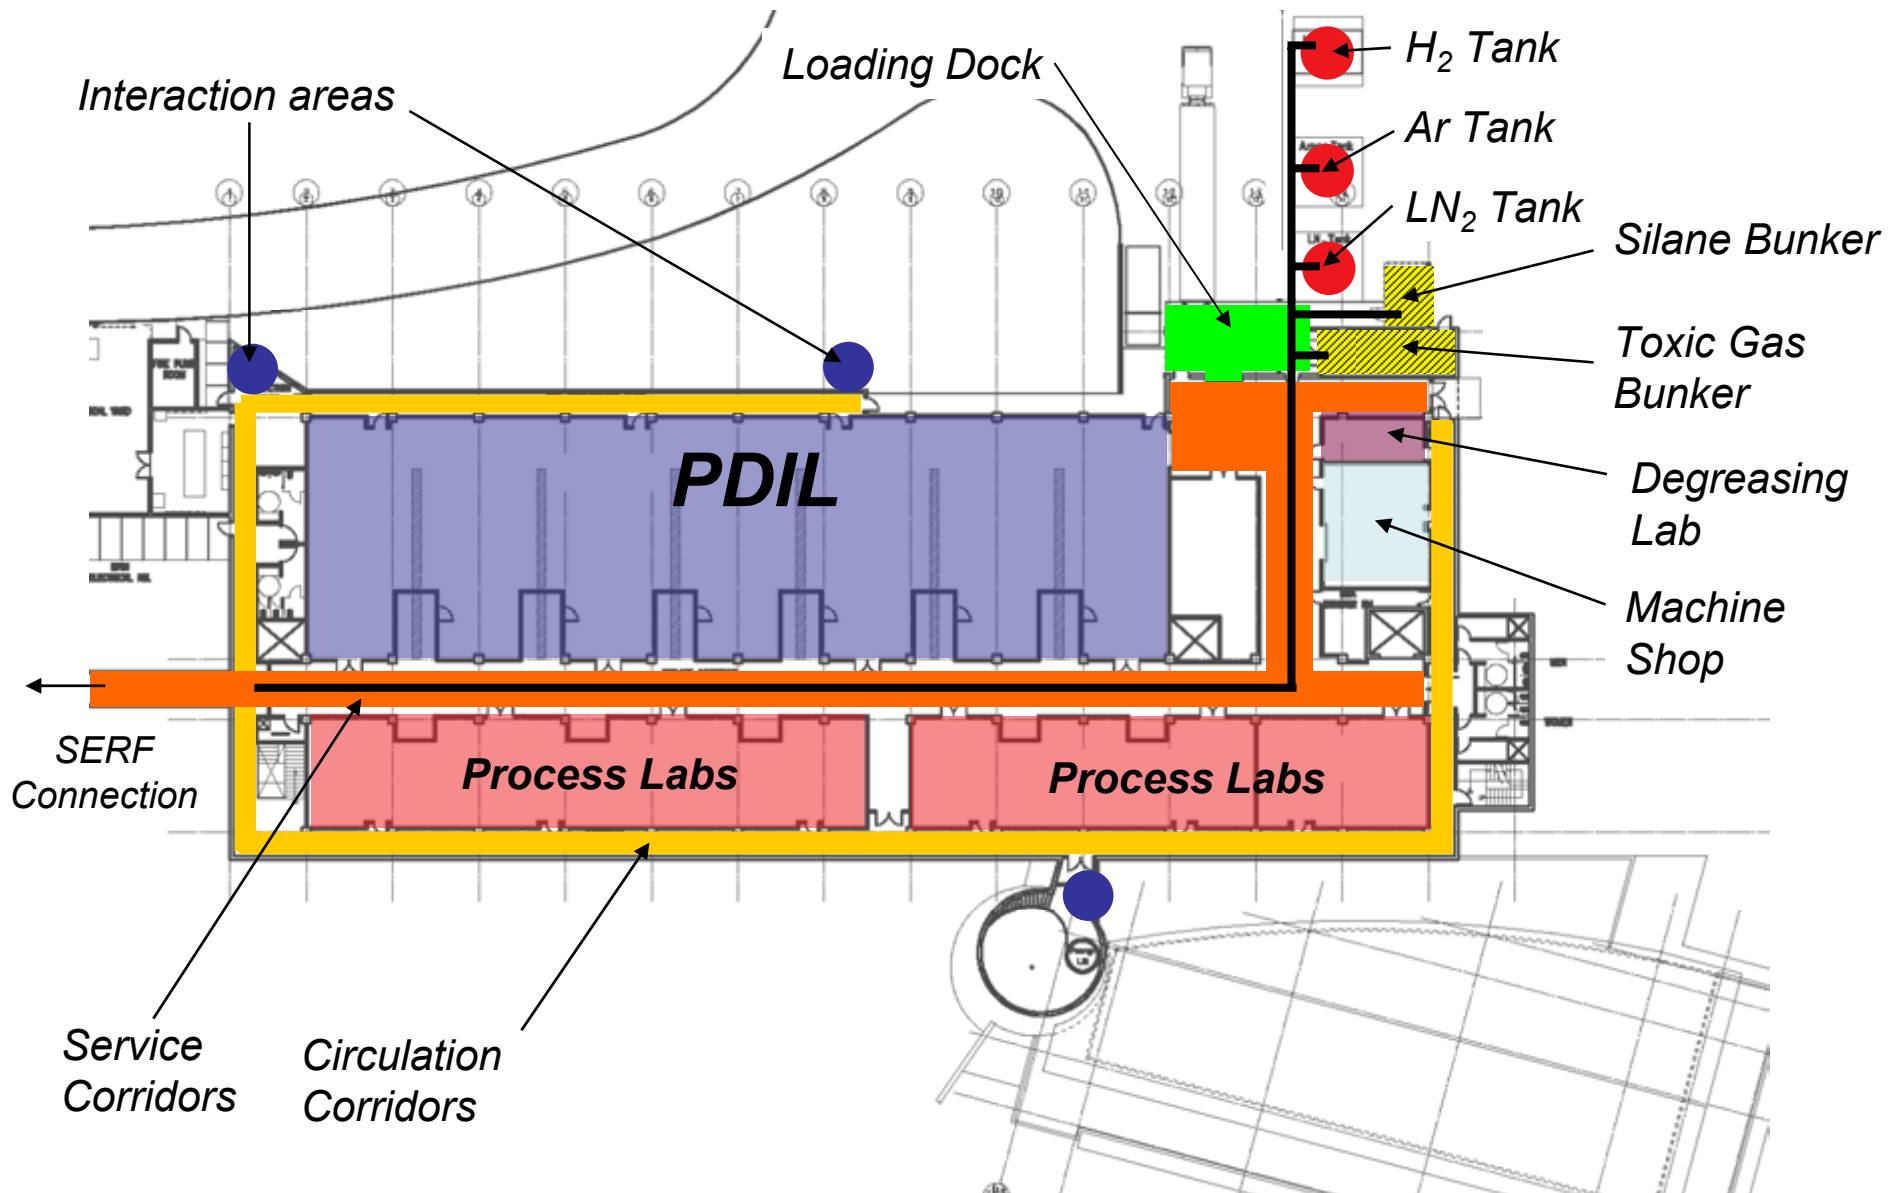 H2 Tank
Loading Dock
Interaction areas
Ar Tank
LN2 Tank
Silane Bunker
Toxic Gas
Bunker
PDIL
Degreasing
Lab
Machine
Shop
SERF
Connection
Process Labs
Process Labs
Service
Corridors
Circulation
Corridors